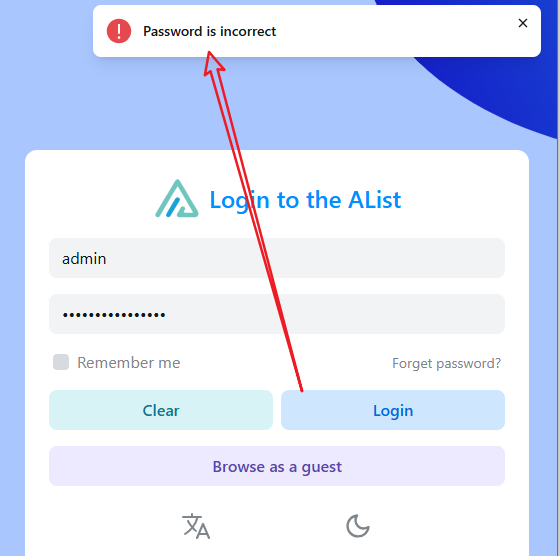 Password is incorrect
Login to the AList
admin
Remember me
Forget password?
Clear
Login
Browse as a guest